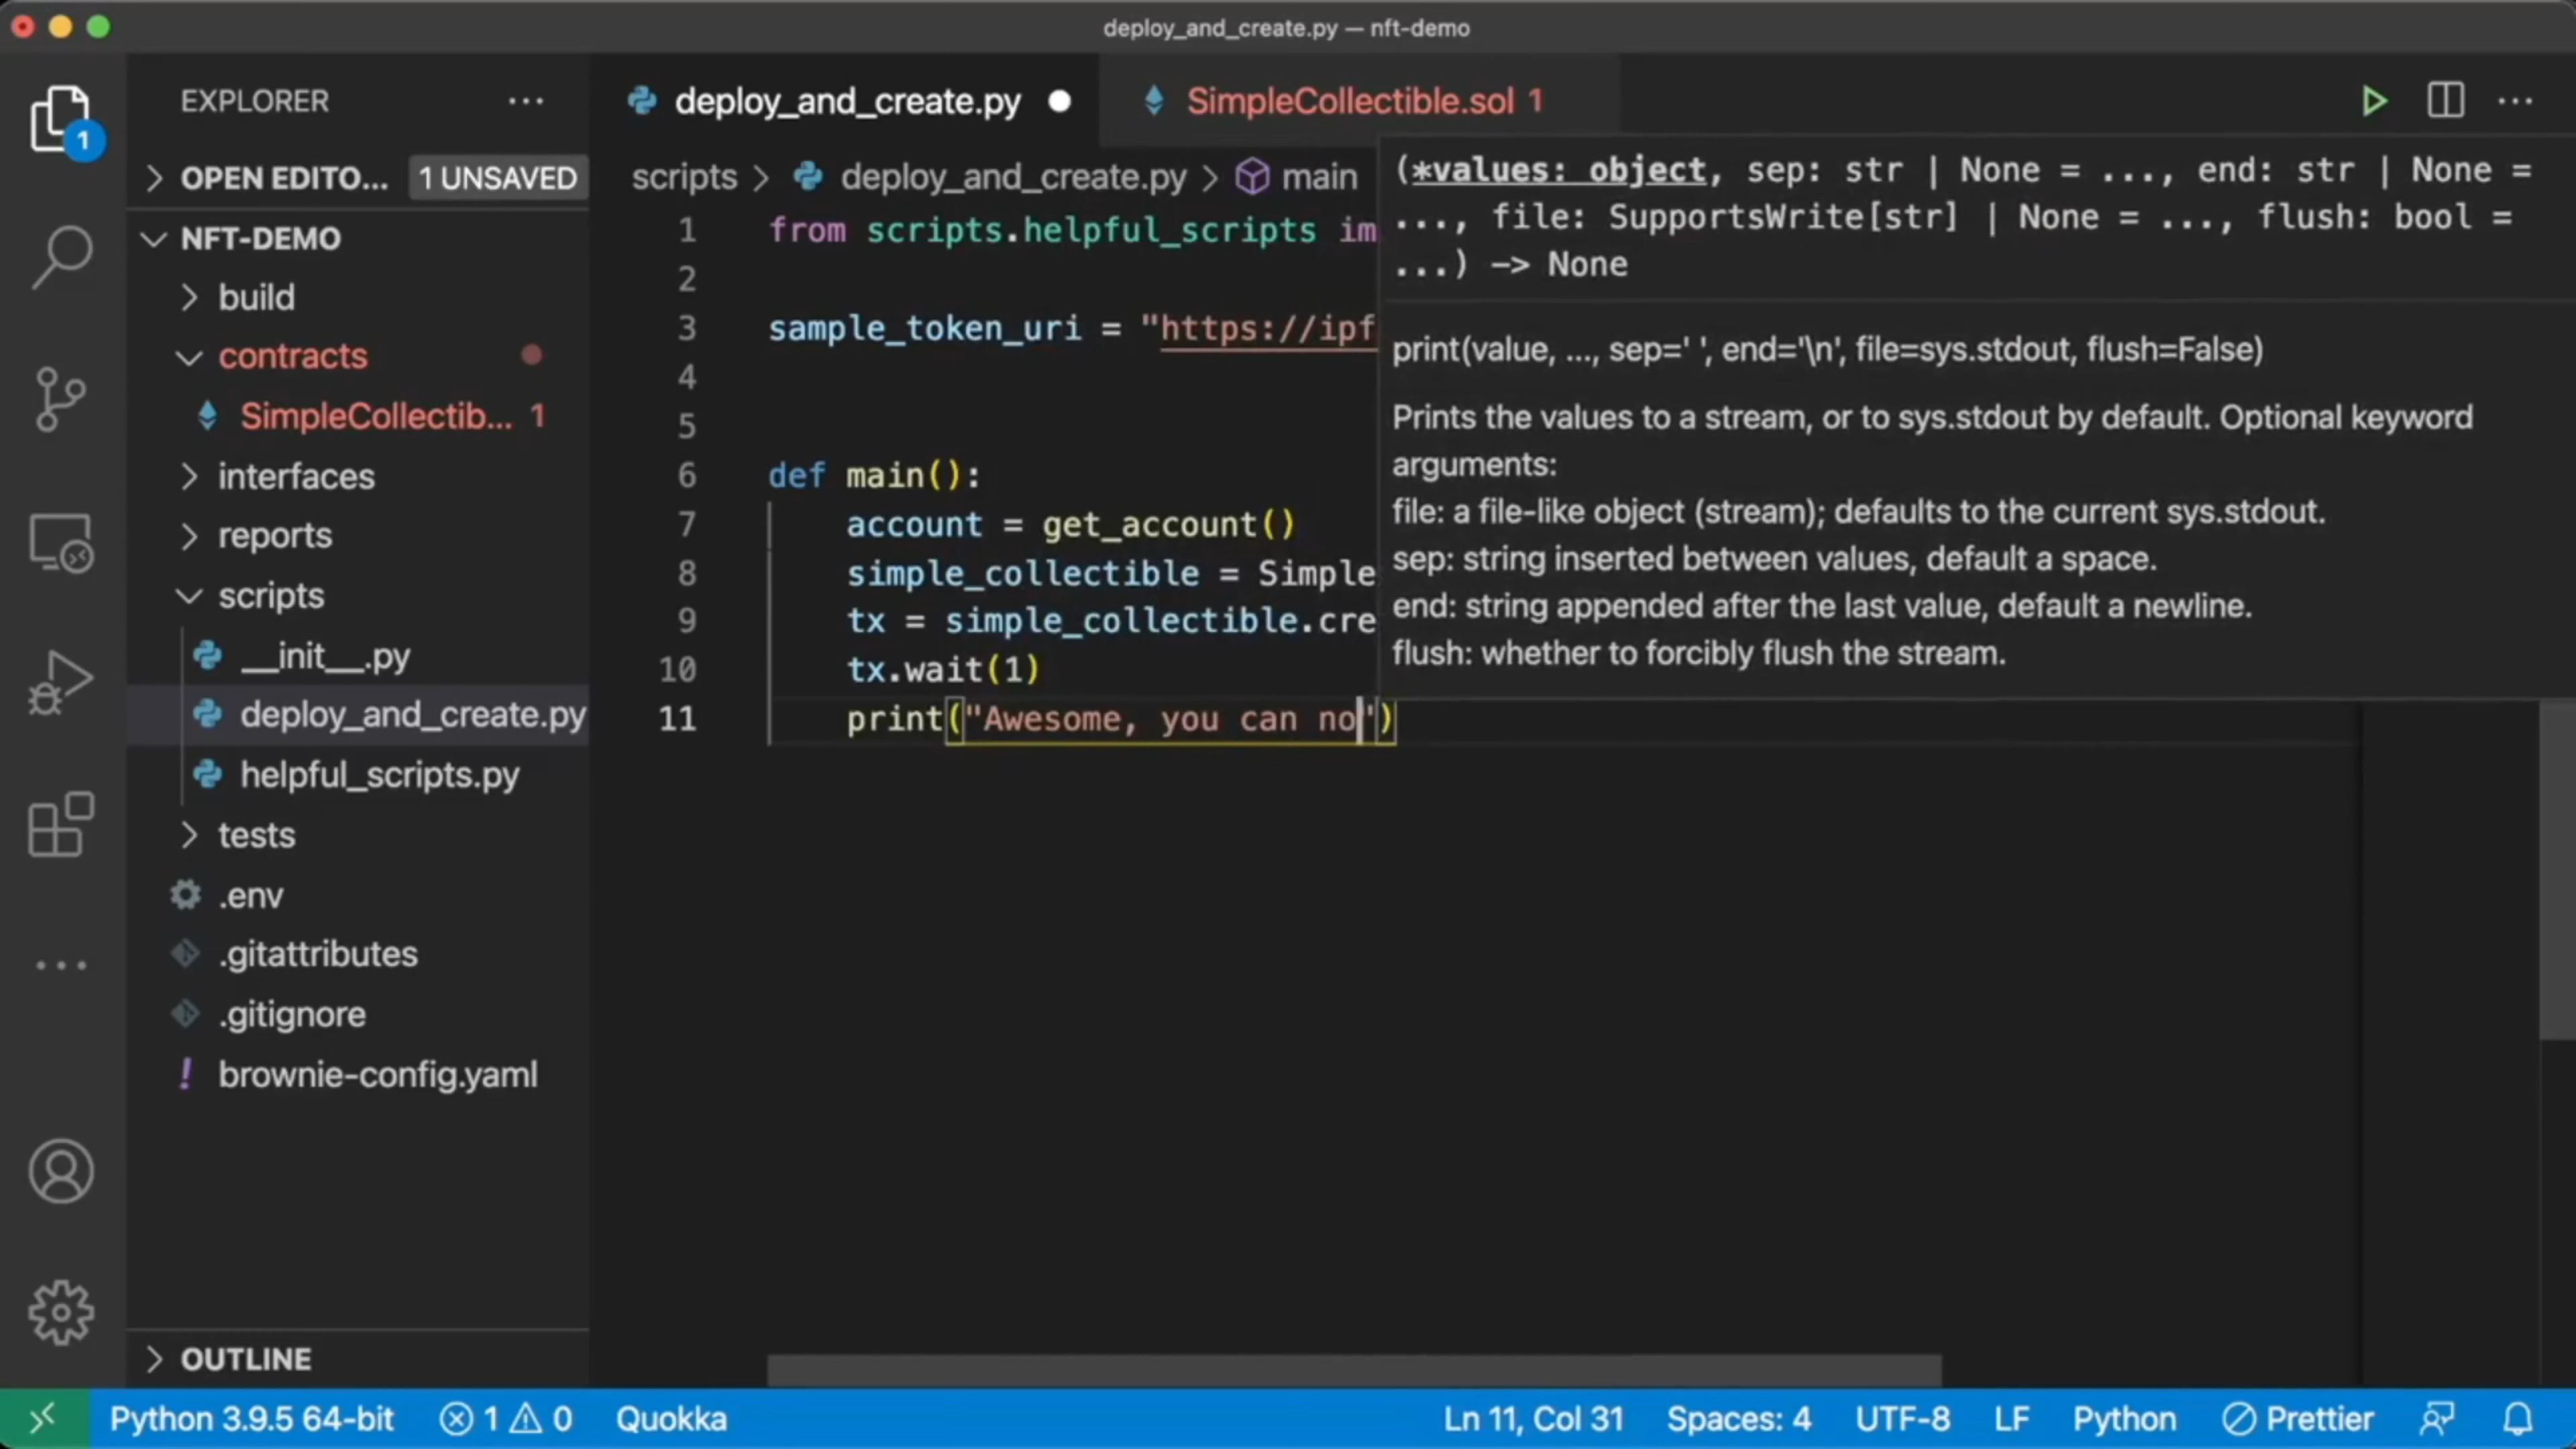 deploy_and_create.py — nft-demo
EXPLORER
deploy_and_create.py
SimpleCollectible.sol 1
1
OPEN EDITO... 1 UNSAVED
scripts > deploy_and_create.py > main
NFT-DEMO
build
contracts
SimpleCollectib... 1
interfaces
reports
scripts
__init__.py
deploy_and_create.py
helpful_scripts.py
tests
.env
.gitattributes
.gitignore
brownie-config.yaml
OUTLINE
1 from scripts.helpful_scripts im
2
3 sample_token_uri = "https://ipf
4
5
6 def main():
7 account = get_account()
8 simple_collectible = Simple
9 tx = simple_collectible.cre
10 tx.wait(1)
11 print("Awesome, you can no")
(*values: object, sep: str | None = ..., end: str | None =
..., file: SupportsWrite[str] | None = ..., flush: bool =
...) -> None
print(value, ..., sep=' ', end='\n', file=sys.stdout, flush=False)
Prints the values to a stream, or to sys.stdout by default. Optional keyword
arguments:
file: a file-like object (stream); defaults to the current sys.stdout.
sep: string inserted between values, default a space.
end: string appended after the last value, default a newline.
flush: whether to forcibly flush the stream.
Python 3.9.5 64-bit 1 0 Quokka Ln 11, Col 31 Spaces: 4 UTF-8 LF Python Prettier